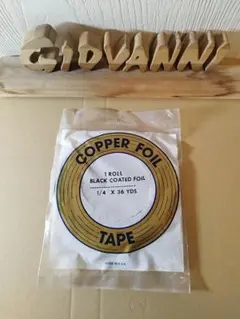 GIOVANNI
COPPER FOIL
1 ROLL
BLACK COATED FOIL
1/4 X 36 YDS.
TAPE